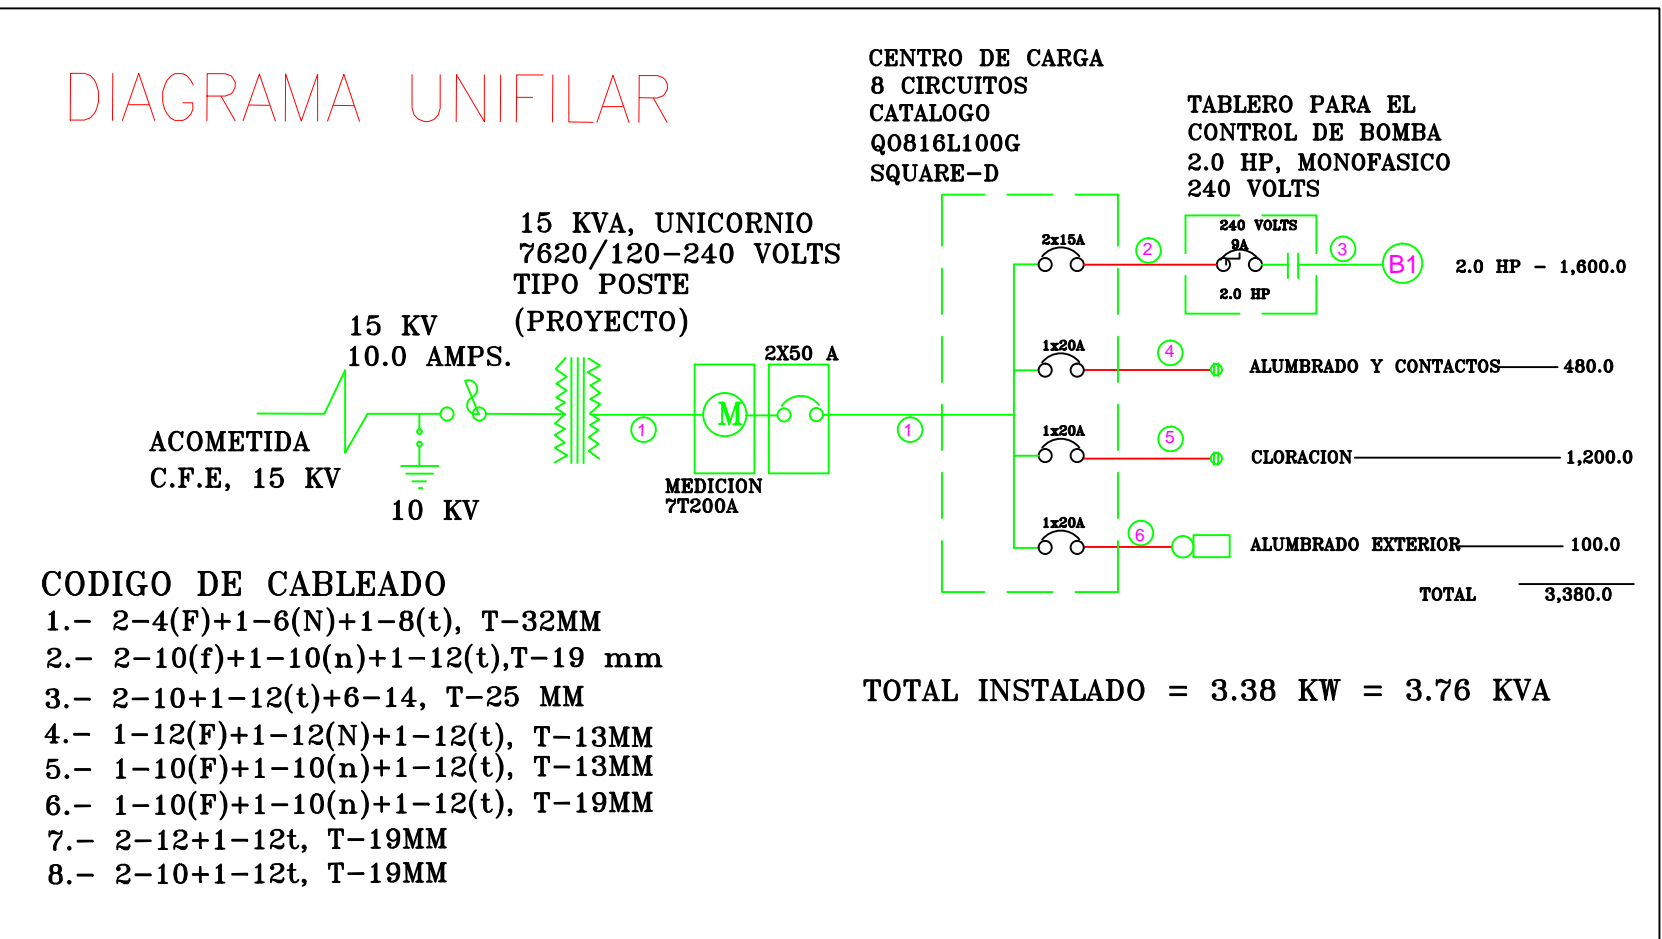 DIAGRAMA UNIFILAR
CENTRO DE CARGA
8 CIRCUITOS
CATALOGO
QO816L100G
SQUARE-D
TABLERO PARA EL
CONTROL DE BOMBA
2.0 HP, MONOFASICO
240 VOLTS
15 KVA, UNICORNIO
7620/120-240 VOLTS
TIPO POSTE
(PROYECTO)
15 KV
10.0 AMPS.
ACOMETIDA
C.F.E, 15 KV
10 KV
1
M
MEDICION
7T200A
2X50 A
1
2x15A
2
240 VOLTS
9A
2.0 HP
3
B1
2.0 HP - 1,600.0
1x20A
4
ALUMBRADO Y CONTACTOS 480.0
1x20A
5
CLORACION 1,200.0
1x20A
6
ALUMBRADO EXTERIOR 100.0
TOTAL 3,380.0
TOTAL INSTALADO = 3.38 KW = 3.76 KVA
CODIGO DE CABLEADO
1.- 2-4(F)+1-6(N)+1-8(t), T-32MM
2.- 2-10(f)+1-10(n)+1-12(t),T-19 mm
3.- 2-10+1-12(t)+6-14, T-25 MM
4.- 1-12(F)+1-12(N)+1-12(t), T-13MM
5.- 1-10(F)+1-10(n)+1-12(t), T-13MM
6.- 1-10(F)+1-10(n)+1-12(t), T-19MM
7.- 2-12+1-12t, T-19MM
8.- 2-10+1-12t, T-19MM